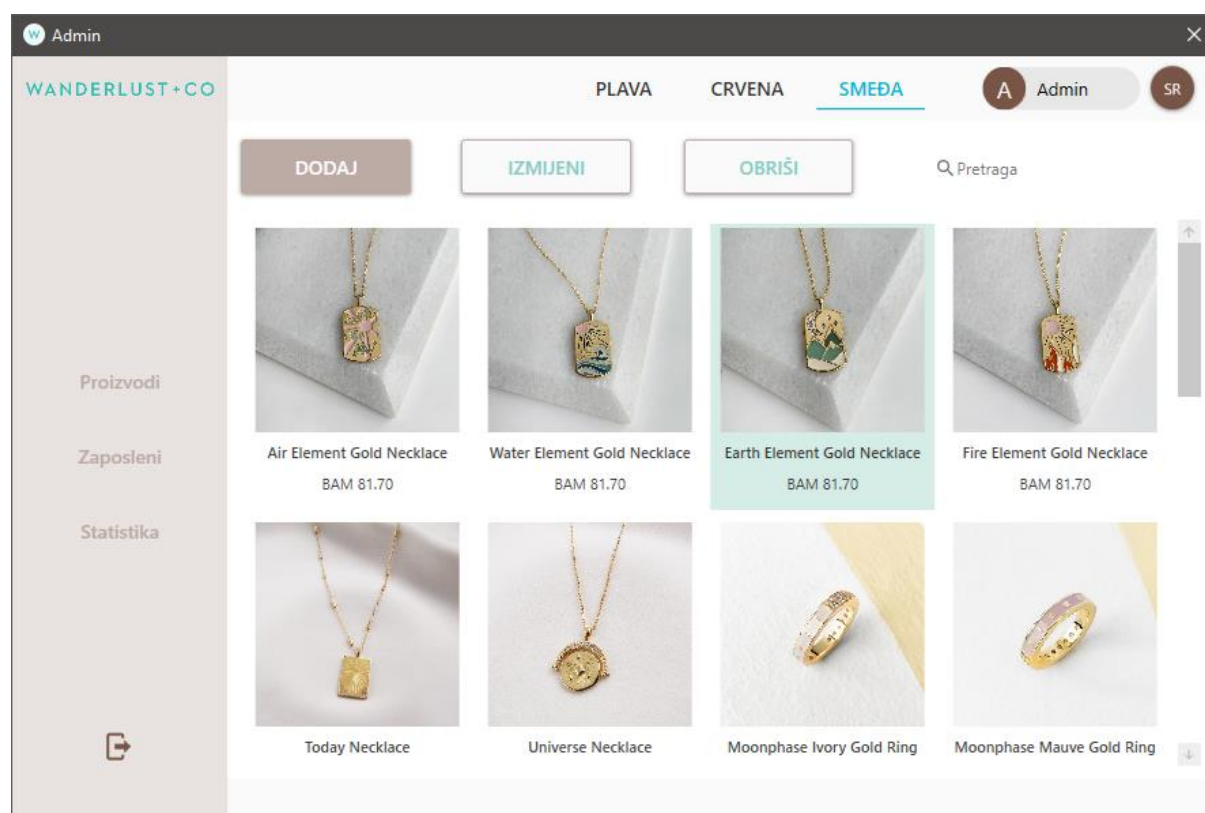 W Admin
WANDERLUST+CO
PLAVA CRVENA SMEĐA A Admin SR
DODAJ IZMIJENI OBRIŠI Pretraga
Proizvodi
Zaposleni
Statistika
Air Element Gold Necklace Water Element Gold Necklace Earth Element Gold Necklace Fire Element Gold Necklace
BAM 81.70 BAM 81.70 BAM 81.70 BAM 81.70
Today Necklace Universe Necklace Moonphase Ivory Gold Ring Moonphase Mauve Gold Ring